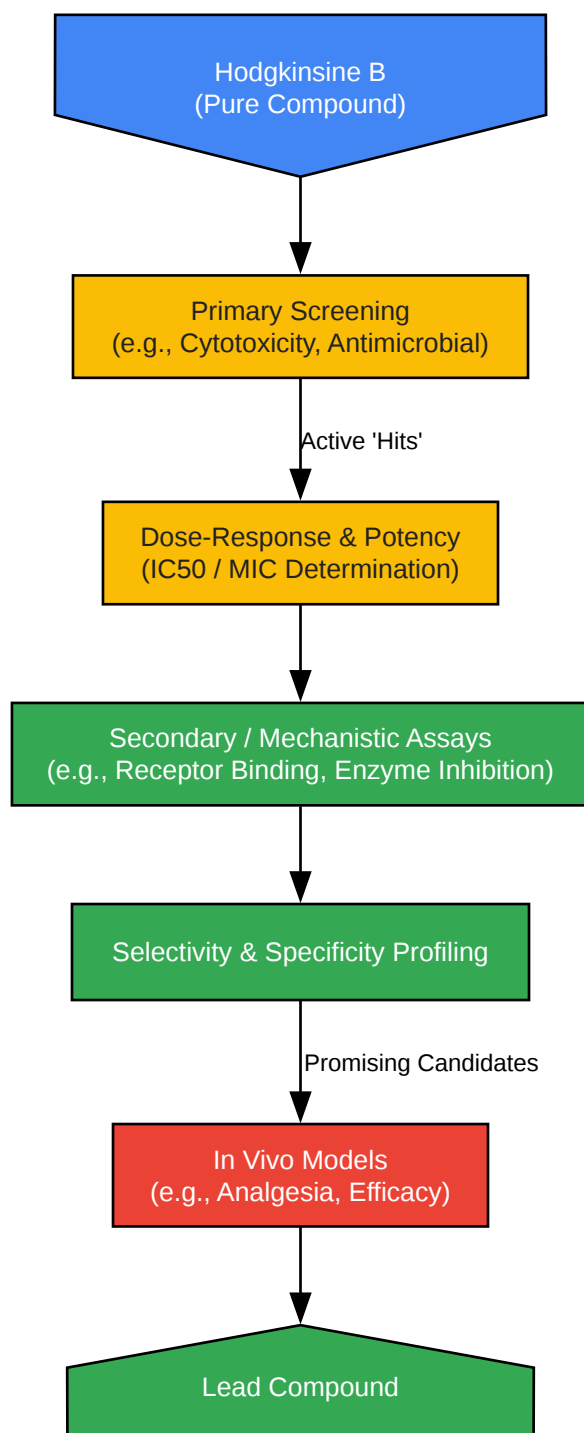 Hodgkinsine B
(Pure Compound)
Primary Screening
(e.g., Cytotoxicity, Antimicrobial)
Active 'Hits'
Dose-Response & Potency
(IC50 / MIC Determination)
Secondary / Mechanistic Assays
(e.g., Receptor Binding, Enzyme Inhibition)
Selectivity & Specificity Profiling
Promising Candidates
In Vivo Models
(e.g., Analgesia, Efficacy)
Lead Compound